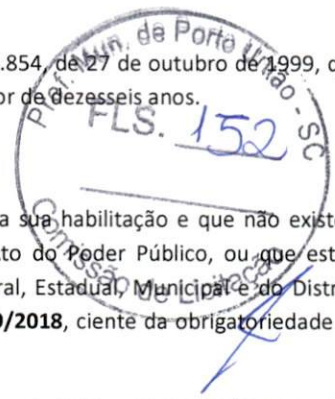 .854, de 27 de outubro de 1999, d
or de dezesseis anos.
Pref. Mun. de Porto União - SC
FLS. 152
Comissão de Licitação
a sua habilitação e que não existe
to do Poder Público, ou que est
ral, Estadual, Municipal e do Distr
0/2018, ciente da obrigatoriedade